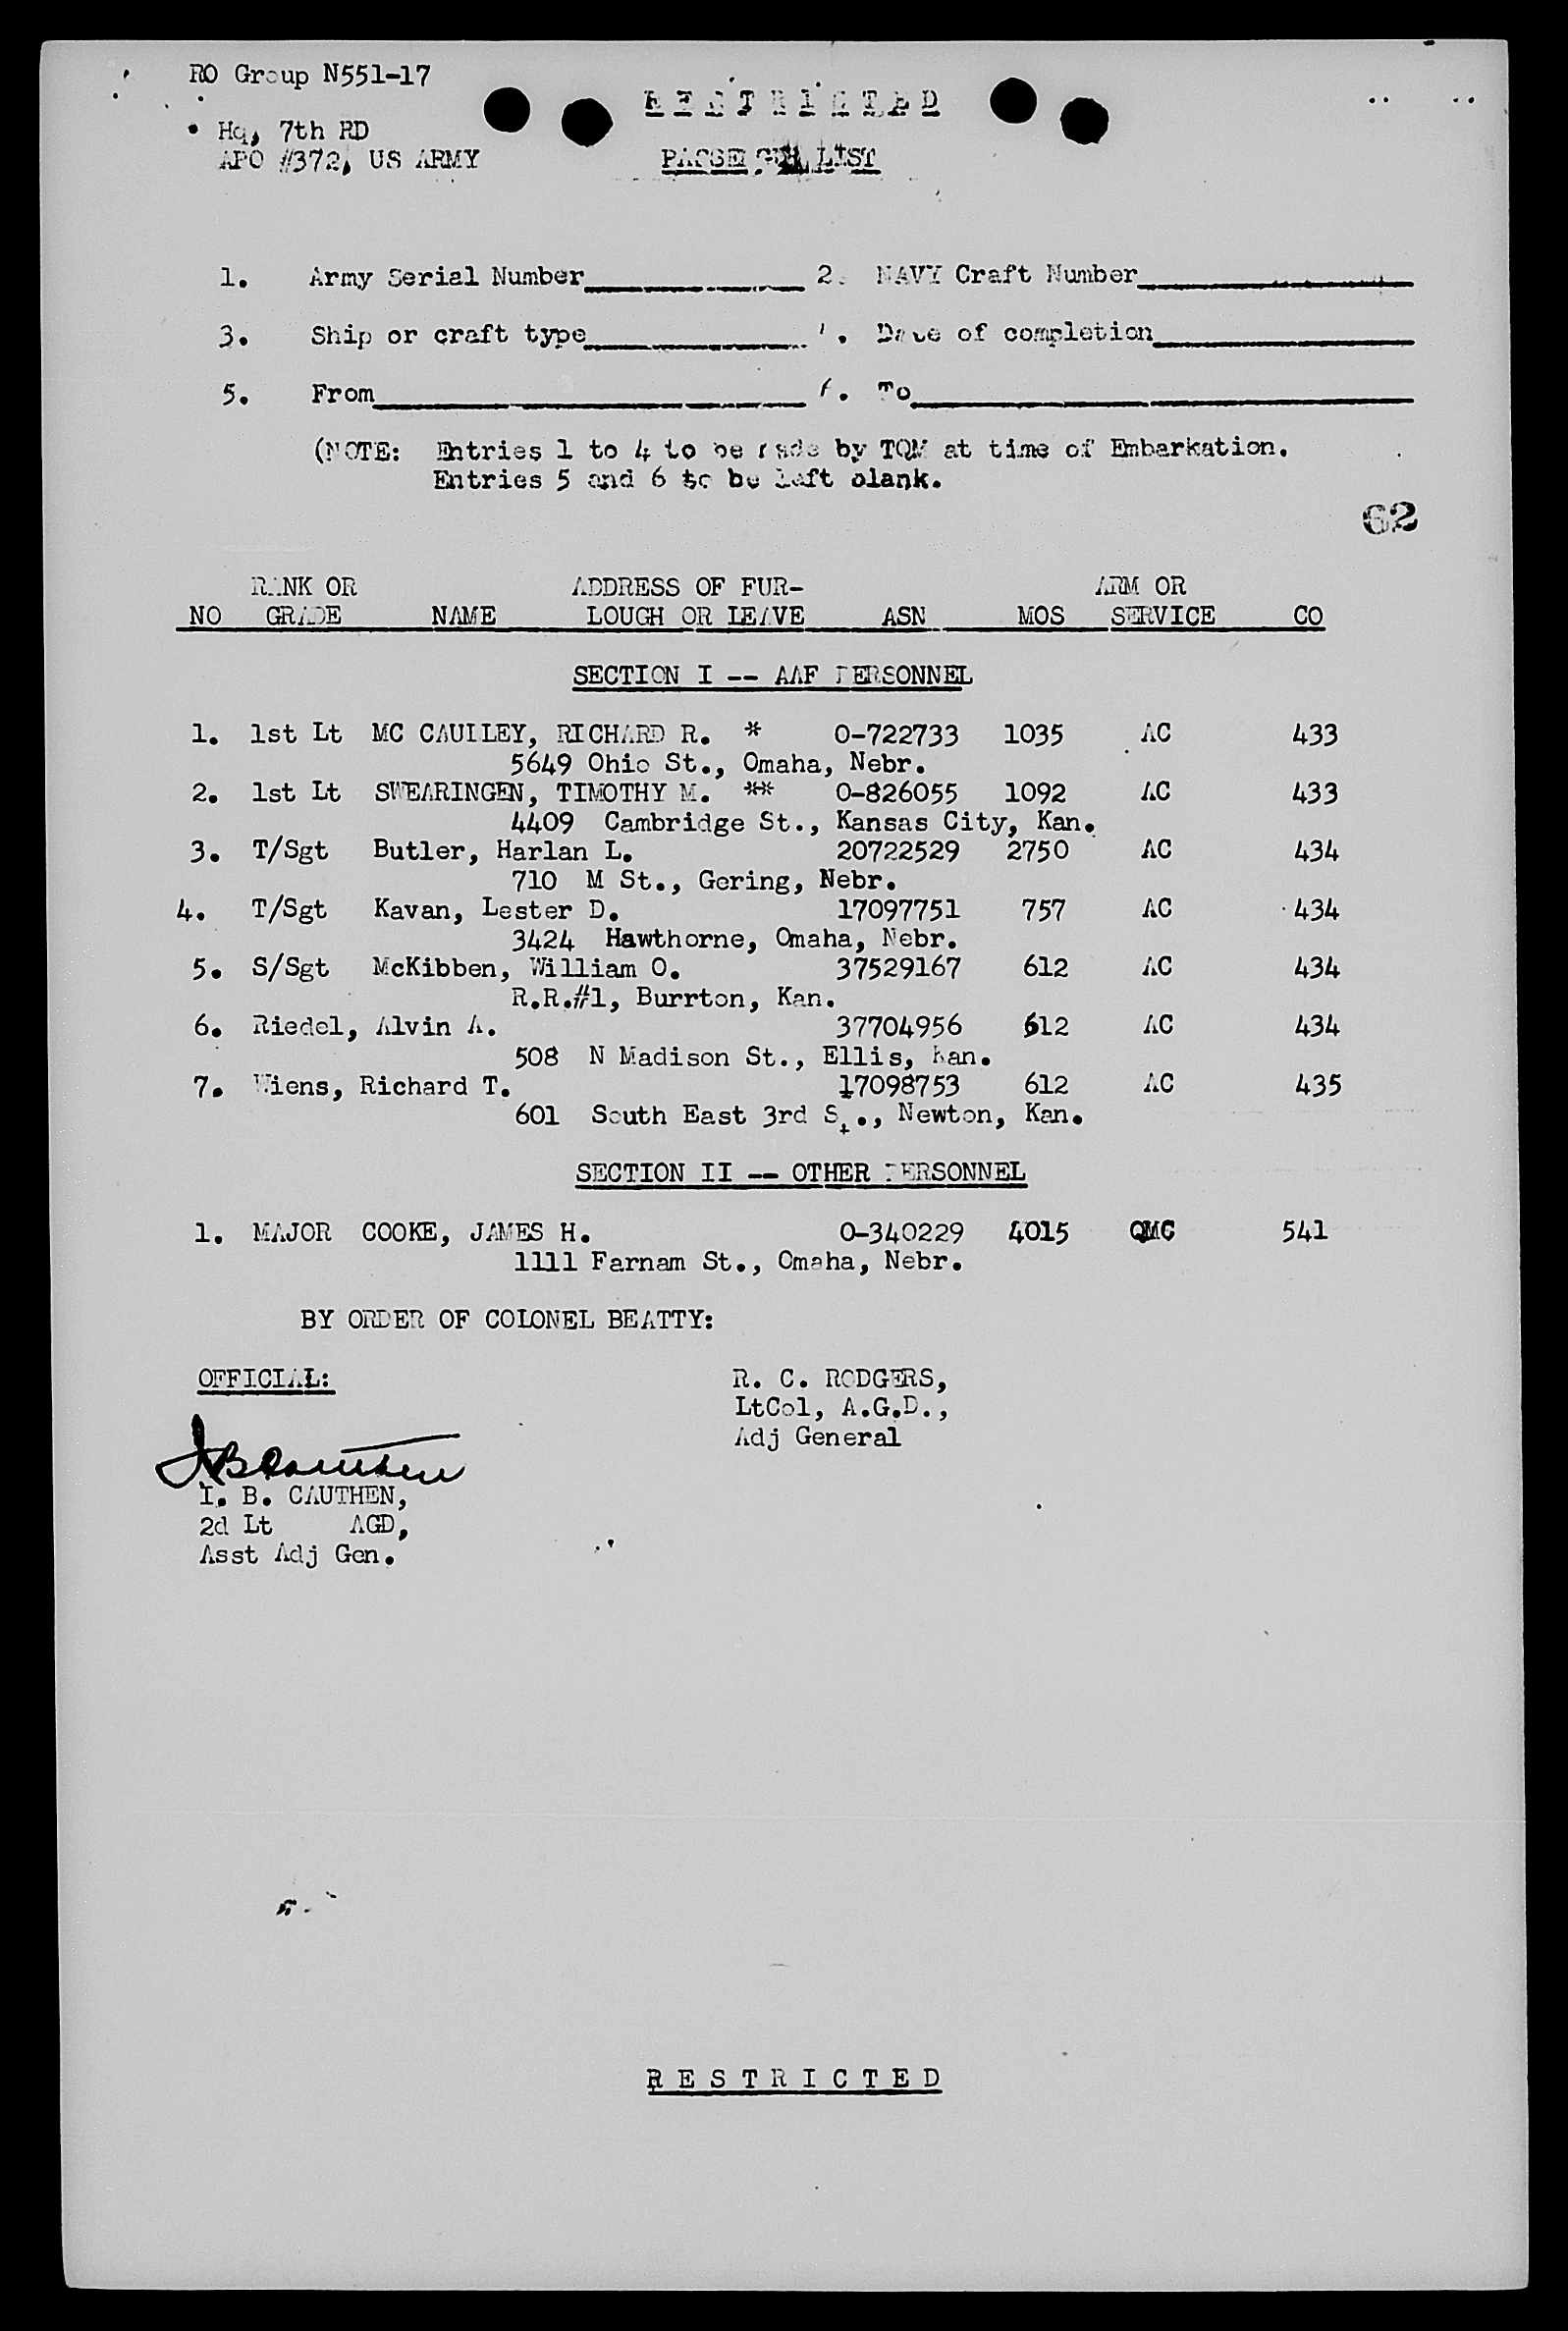 RO Group N551-17
RESTRICTED
Hq, 7th RD
APO #372, US ARMY
PASSENGER LIST
1. Army Serial Number 2. NAVY Craft Number
3. Ship or craft type 4. Date of completion
5. From 6. To
(NOTE: Entries 1 to 4 to be made by TQM at time of Embarkation.
Entries 5 and 6 to be left blank.
62
RANK OR ADDRESS OF FUR- ARM OR
NO GRADE NAME LOUGH OR LEAVE ASN MOS SERVICE CO
SECTION I -- AAF PERSONNEL
1. 1st Lt MC CAULLEY, RICHARD R. * O-722733 1035 AC 433
5649 Ohio St., Omaha, Nebr.
2. 1st Lt SWEARINGEN, TIMOTHY M. ** O-826055 1092 AC 433
4409 Cambridge St., Kansas City, Kan.
3. T/Sgt Butler, Harlan L. 20722529 2750 AC 434
710 M St., Gering, Nebr.
4. T/Sgt Kavan, Lester D. 17097751 757 AC 434
3424 Hawthorne, Omaha, Nebr.
5. S/Sgt McKibben, William O. 37529167 612 AC 434
R.R.#1, Burrton, Kan.
6. Riedel, Alvin A. 37704956 612 AC 434
508 N Madison St., Ellis, Kan.
7. Wiens, Richard T. 17098753 612 AC 435
601 South East 3rd St., Newton, Kan.
SECTION II -- OTHER PERSONNEL
1. MAJOR COOKE, JAMES H. O-340229 4015 QMC 541
1111 Farnam St., Omaha, Nebr.
BY ORDER OF COLONEL BEATTY:
OFFICIAL: R. C. RODGERS,
LtCol, A.G.D.,
Adj General
I B Cauthen
I. B. CAUTHEN,
2d Lt AGD,
Asst Adj Gen.
RESTRICTED